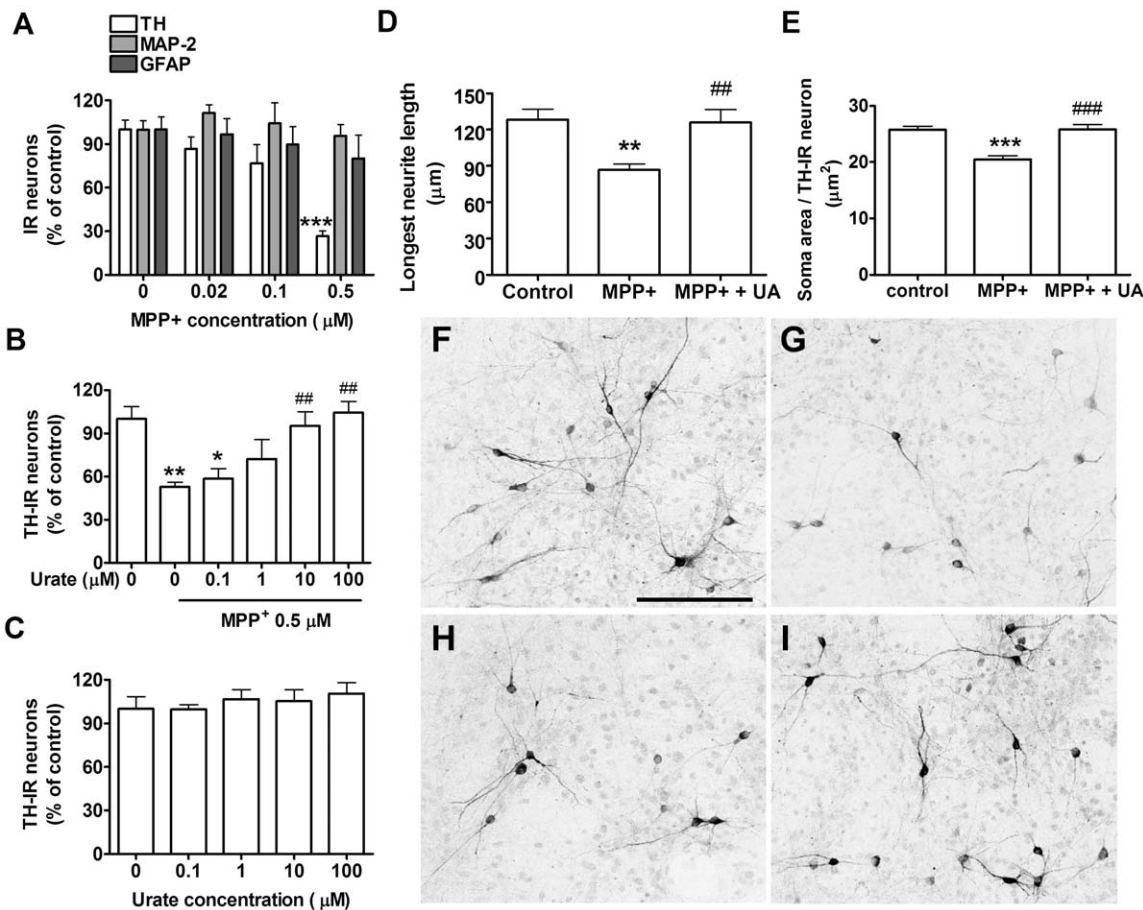 A
TH
MAP-2
GFAP
IR neurons
(% of control)
120
90
60
30
0
***
0 0.02 0.1 0.5
MPP+ concentration ( μM)
B
TH-IR neurons
(% of control)
120
90
60
30
0
** * ## ##
Urate (μM) 0 0 0.1 1 10 100
MPP⁺ 0.5 μM
C
TH-IR neurons
(% of control)
120
90
60
30
0
0 0.1 1 10 100
Urate concentration ( μM)
D
Longest neurite length
(μm)
150
120
90
60
30
0
** ##
Control MPP+ MPP+ + UA
E
Soma area / TH-IR neuron
(μm²)
30
20
10
0
*** ###
control MPP+ MPP+ + UA
F
G
H
I